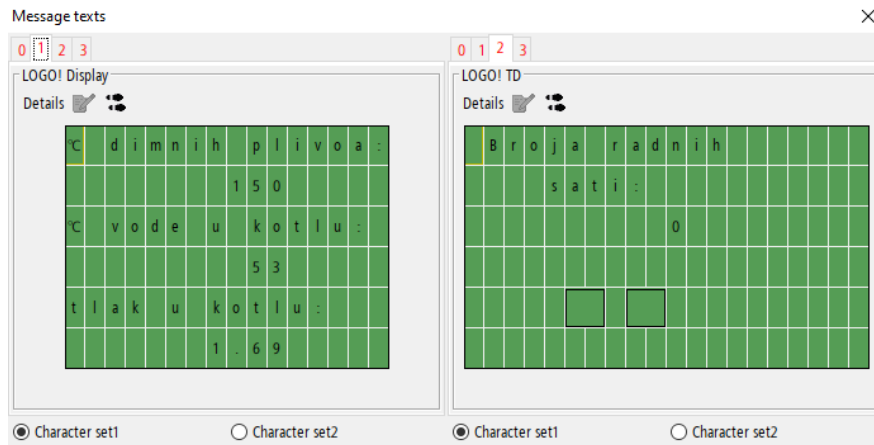 Message texts
0 1 2 3
LOGO! Display
Details
℃ dimnih plivoa:
150
℃ vode u kotlu:
53
tlak u kotlu:
1.69
Character set1 Character set2
0 1 2 3
LOGO! TD
Details
Broja radnih
sati:
0
Character set1 Character set2